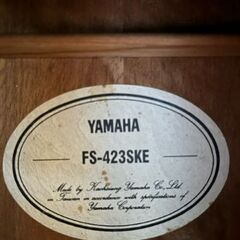 YAMAHA
FS-423SKE
Made by Kaohsiung Yamaha Co., Ltd.
in Taiwan in accordance with specifications of
Yamaha Corporation